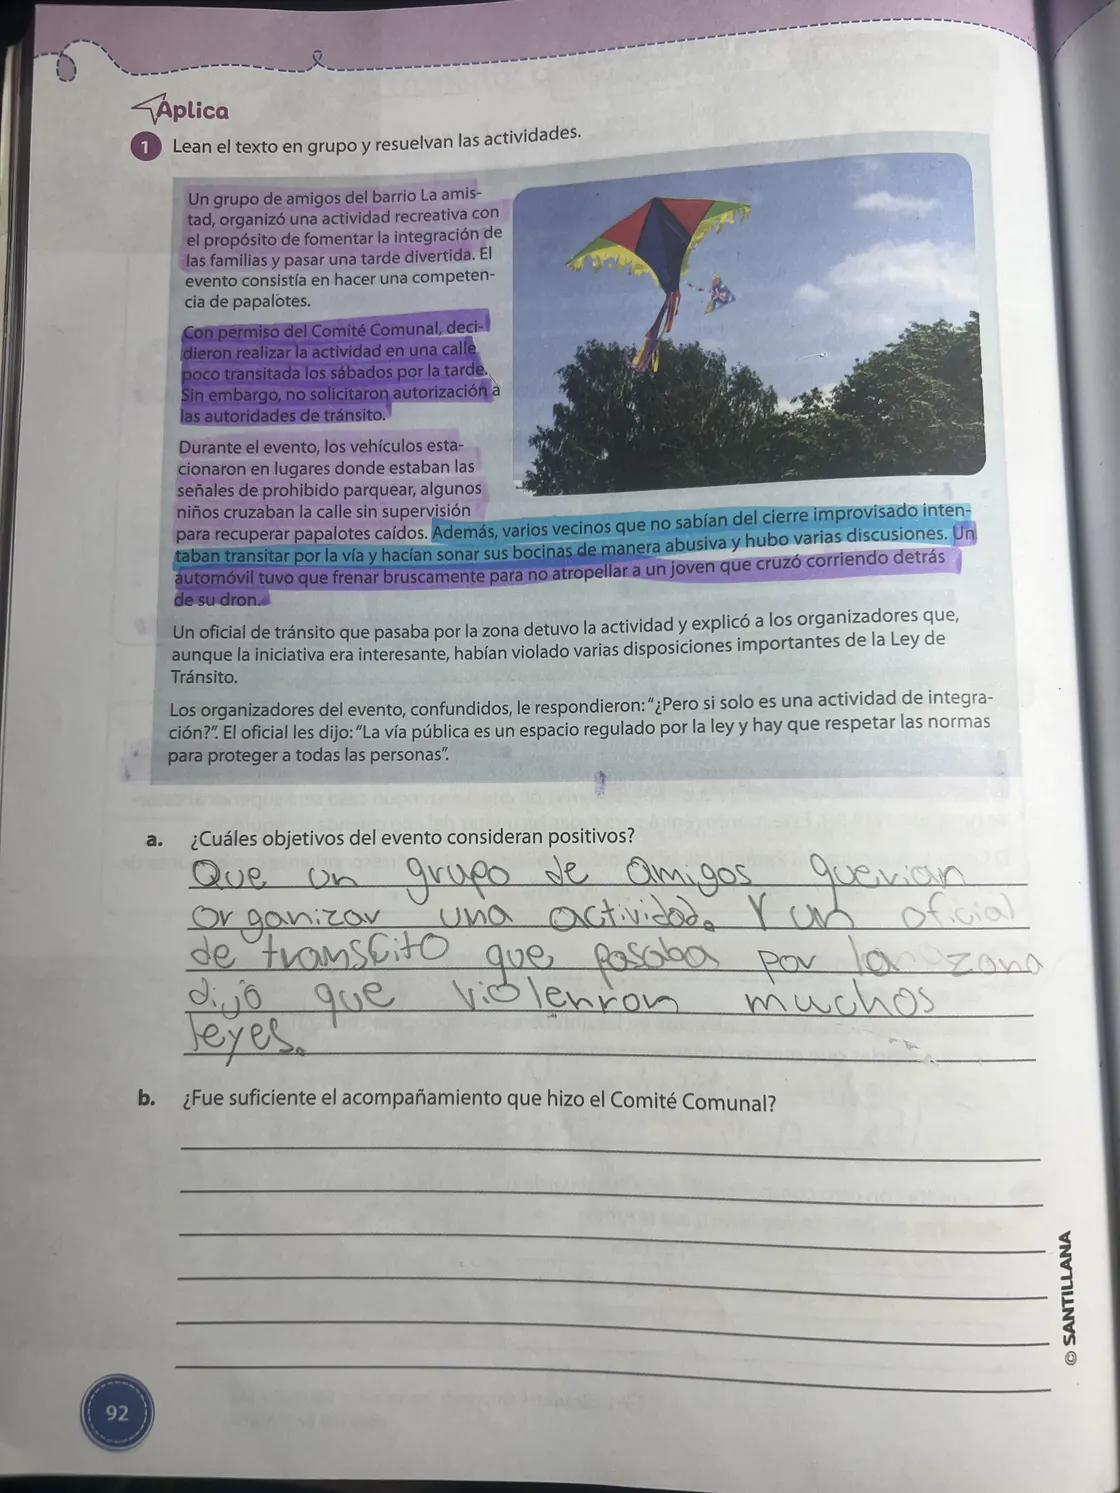 Aplica
1 Lean el texto en grupo y resuelvan las actividades.
Un grupo de amigos del barrio La amis-
tad, organizó una actividad recreativa con
el propósito de fomentar la integración de
las familias y pasar una tarde divertida. El
evento consistía en hacer una competen-
cia de papalotes.
Con permiso del Comité Comunal, deci-
dieron realizar la actividad en una calle
poco transitada los sábados por la tarde.
Sin embargo, no solicitaron autorización a
las autoridades de tránsito.
Durante el evento, los vehículos esta-
cionaron en lugares donde estaban las
señales de prohibido parquear, algunos
niños cruzaban la calle sin supervisión
para recuperar papalotes caídos. Además, varios vecinos que no sabían del cierre improvisado inten-
taban transitar por la vía y hacían sonar sus bocinas de manera abusiva y hubo varias discusiones. Un
automóvil tuvo que frenar bruscamente para no atropellar a un joven que cruzó corriendo detrás
de su dron.
Un oficial de tránsito que pasaba por la zona detuvo la actividad y explicó a los organizadores que,
aunque la iniciativa era interesante, habían violado varias disposiciones importantes de la Ley de
Tránsito.
Los organizadores del evento, confundidos, le respondieron: “¿Pero si solo es una actividad de integra-
ción?”. El oficial les dijo: “La vía pública es un espacio regulado por la ley y hay que respetar las normas
para proteger a todas las personas”.
a. ¿Cuáles objetivos del evento consideran positivos?
Que un grupo de amigos querian
Organizar una actividad. Y un oficial
de transcito que pasaba por la zona
dijo que violenron muchos
leyes.
b. ¿Fue suficiente el acompañamiento que hizo el Comité Comunal?
© SANTILLANA
92